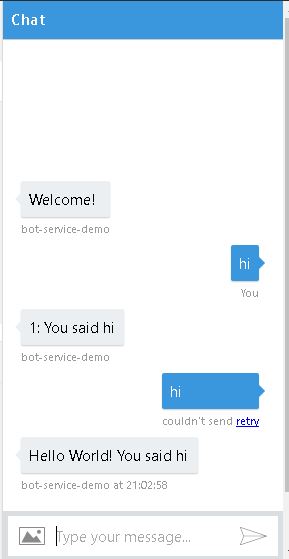 Chat
Welcome!
bot-service-demo
hi
You
1: You said hi
bot-service-demo
hi
couldn't send retry
Hello World! You said hi
bot-service-demo at 21:02:58
Type your message...